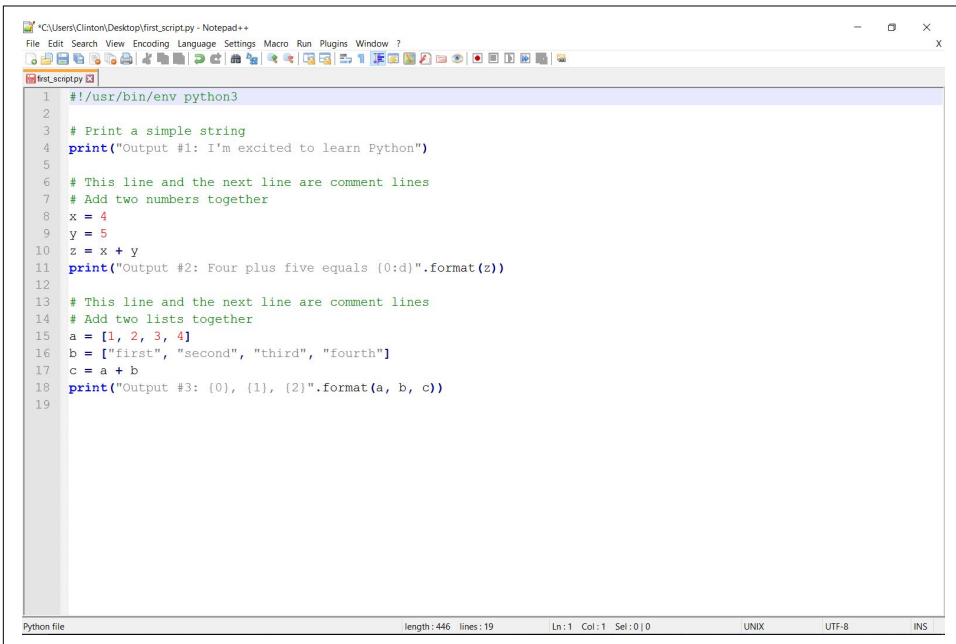 *C:\Users\Clinton\Desktop\first_script.py - Notepad++
File Edit Search View Encoding Language Settings Macro Run Plugins Window ?
X
first_script.py
1 #!/usr/bin/env python3
2
3 # Print a simple string
4 print("Output #1: I'm excited to learn Python")
5
6 # This line and the next line are comment lines
7 # Add two numbers together
8 x = 4
9 y = 5
10 z = x + y
11 print("Output #2: Four plus five equals {0:d}".format(z))
12
13 # This line and the next line are comment lines
14 # Add two lists together
15 a = [1, 2, 3, 4]
16 b = ["first", "second", "third", "fourth"]
17 c = a + b
18 print("Output #3: {0}, {1}, {2}".format(a, b, c))
19
Python file length : 446 lines : 19 Ln : 1 Col : 1 Sel : 0 | 0 UNIX UTF-8 INS